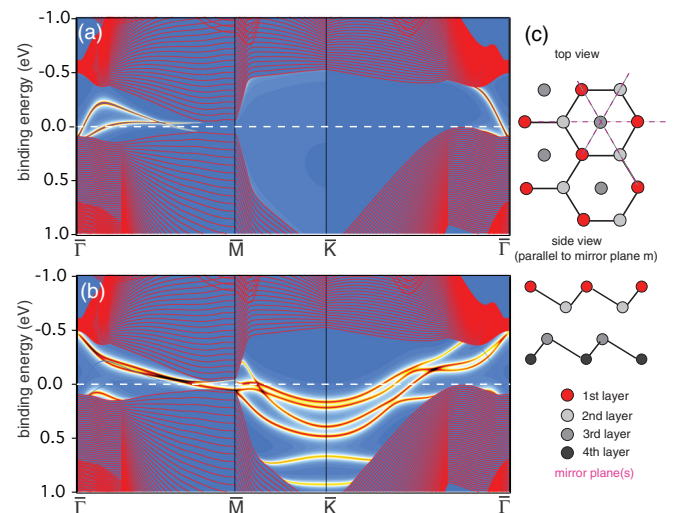 (a)
binding energy (eV)
-1.0
-0.5
0.0
0.5
1.0
Γ̅
M̅
K̅
Γ̅
(b)
binding energy (eV)
-1.0
-0.5
0.0
0.5
1.0
Γ̅
M̅
K̅
Γ̅
(c)
top view
side view
(parallel to mirror plane m)
1st layer
2nd layer
3rd layer
4th layer
mirror plane(s)